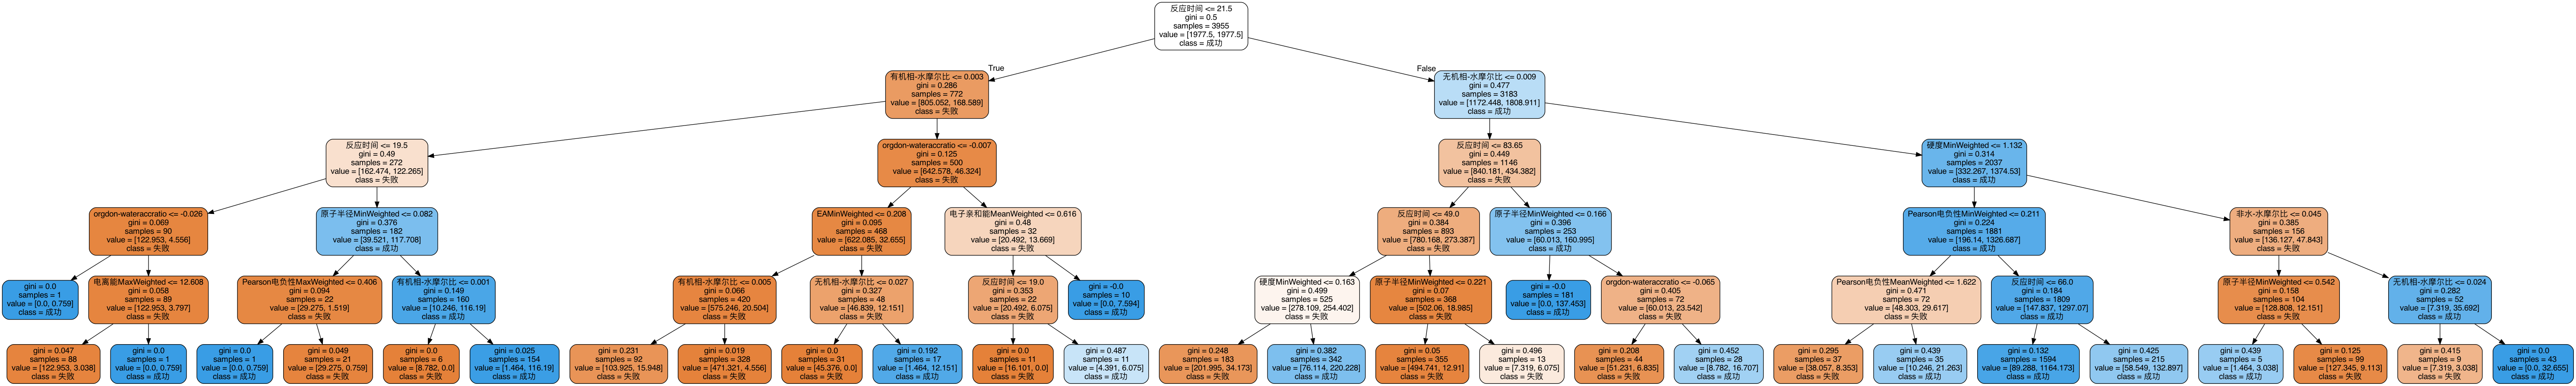 反应时间 <= 21.5
gini = 0.5
samples = 3955
value = [1977.5, 1977.5]
class = 成功
True
False
有机相-水摩尔比 <= 0.003
gini = 0.286
samples = 772
value = [805.052, 168.589]
class = 失败
无机相-水摩尔比 <= 0.009
gini = 0.477
samples = 3183
value = [1172.448, 1808.911]
class = 成功
反应时间 <= 19.5
gini = 0.49
samples = 272
value = [162.474, 122.265]
class = 失败
orgdon-wateraccratio <= -0.007
gini = 0.125
samples = 500
value = [642.578, 46.324]
class = 失败
反应时间 <= 83.65
gini = 0.449
samples = 1146
value = [840.181, 434.382]
class = 失败
硬度MinWeighted <= 1.132
gini = 0.314
samples = 2037
value = [332.267, 1374.53]
class = 成功
orgdon-wateraccratio <= -0.026
gini = 0.069
samples = 90
value = [122.953, 4.556]
class = 失败
原子半径MinWeighted <= 0.082
gini = 0.376
samples = 182
value = [39.521, 117.708]
class = 成功
EAMinWeighted <= 0.208
gini = 0.095
samples = 468
value = [622.085, 32.655]
class = 失败
电子亲和能MeanWeighted <= 0.616
gini = 0.48
samples = 32
value = [20.492, 13.669]
class = 失败
反应时间 <= 49.0
gini = 0.384
samples = 893
value = [780.168, 273.387]
class = 失败
原子半径MinWeighted <= 0.166
gini = 0.396
samples = 253
value = [60.013, 160.995]
class = 成功
Pearson电负性MinWeighted <= 0.211
gini = 0.224
samples = 1881
value = [196.14, 1326.687]
class = 成功
非水-水摩尔比 <= 0.045
gini = 0.385
samples = 156
value = [136.127, 47.843]
class = 失败
gini = 0.0
samples = 1
value = [0.0, 0.759]
class = 成功
电离能MaxWeighted <= 12.608
gini = 0.058
samples = 89
value = [122.953, 3.797]
class = 失败
Pearson电负性MaxWeighted <= 0.406
gini = 0.094
samples = 22
value = [29.275, 1.519]
class = 失败
有机相-水摩尔比 <= 0.001
gini = 0.149
samples = 160
value = [10.246, 116.19]
class = 成功
有机相-水摩尔比 <= 0.005
gini = 0.066
samples = 420
value = [575.246, 20.504]
class = 失败
无机相-水摩尔比 <= 0.027
gini = 0.327
samples = 48
value = [46.839, 12.151]
class = 失败
反应时间 <= 19.0
gini = 0.353
samples = 22
value = [20.492, 6.075]
class = 失败
gini = -0.0
samples = 10
value = [0.0, 7.594]
class = 成功
硬度MinWeighted <= 0.163
gini = 0.499
samples = 525
value = [278.109, 254.402]
class = 失败
原子半径MinWeighted <= 0.221
gini = 0.07
samples = 368
value = [502.06, 18.985]
class = 失败
gini = -0.0
samples = 181
value = [0.0, 137.453]
class = 成功
orgdon-wateraccratio <= -0.065
gini = 0.405
samples = 72
value = [60.013, 23.542]
class = 失败
Pearson电负性MeanWeighted <= 1.622
gini = 0.471
samples = 72
value = [48.303, 29.617]
class = 失败
反应时间 <= 66.0
gini = 0.184
samples = 1809
value = [147.837, 1297.07]
class = 成功
原子半径MinWeighted <= 0.542
gini = 0.158
samples = 104
value = [128.808, 12.151]
class = 失败
无机相-水摩尔比 <= 0.024
gini = 0.282
samples = 52
value = [7.319, 35.692]
class = 成功
gini = 0.047
samples = 88
value = [122.953, 3.038]
class = 失败
gini = 0.0
samples = 1
value = [0.0, 0.759]
class = 成功
gini = 0.0
samples = 1
value = [0.0, 0.759]
class = 成功
gini = 0.049
samples = 21
value = [29.275, 0.759]
class = 失败
gini = 0.0
samples = 6
value = [8.782, 0.0]
class = 失败
gini = 0.025
samples = 154
value = [1.464, 116.19]
class = 成功
gini = 0.231
samples = 92
value = [103.925, 15.948]
class = 失败
gini = 0.019
samples = 328
value = [471.321, 4.556]
class = 失败
gini = 0.0
samples = 31
value = [45.376, 0.0]
class = 失败
gini = 0.192
samples = 17
value = [1.464, 12.151]
class = 成功
gini = 0.0
samples = 11
value = [16.101, 0.0]
class = 失败
gini = 0.487
samples = 11
value = [4.391, 6.075]
class = 成功
gini = 0.248
samples = 183
value = [201.995, 34.173]
class = 失败
gini = 0.382
samples = 342
value = [76.114, 220.228]
class = 成功
gini = 0.05
samples = 355
value = [494.741, 12.91]
class = 失败
gini = 0.496
samples = 13
value = [7.319, 6.075]
class = 失败
gini = 0.208
samples = 44
value = [51.231, 6.835]
class = 失败
gini = 0.452
samples = 28
value = [8.782, 16.707]
class = 成功
gini = 0.295
samples = 37
value = [38.057, 8.353]
class = 失败
gini = 0.439
samples = 35
value = [10.246, 21.263]
class = 成功
gini = 0.132
samples = 1594
value = [89.288, 1164.173]
class = 成功
gini = 0.425
samples = 215
value = [58.549, 132.897]
class = 成功
gini = 0.439
samples = 5
value = [1.464, 3.038]
class = 成功
gini = 0.125
samples = 99
value = [127.345, 9.113]
class = 失败
gini = 0.415
samples = 9
value = [7.319, 3.038]
class = 失败
gini = 0.0
samples = 43
value = [0.0, 32.655]
class = 成功